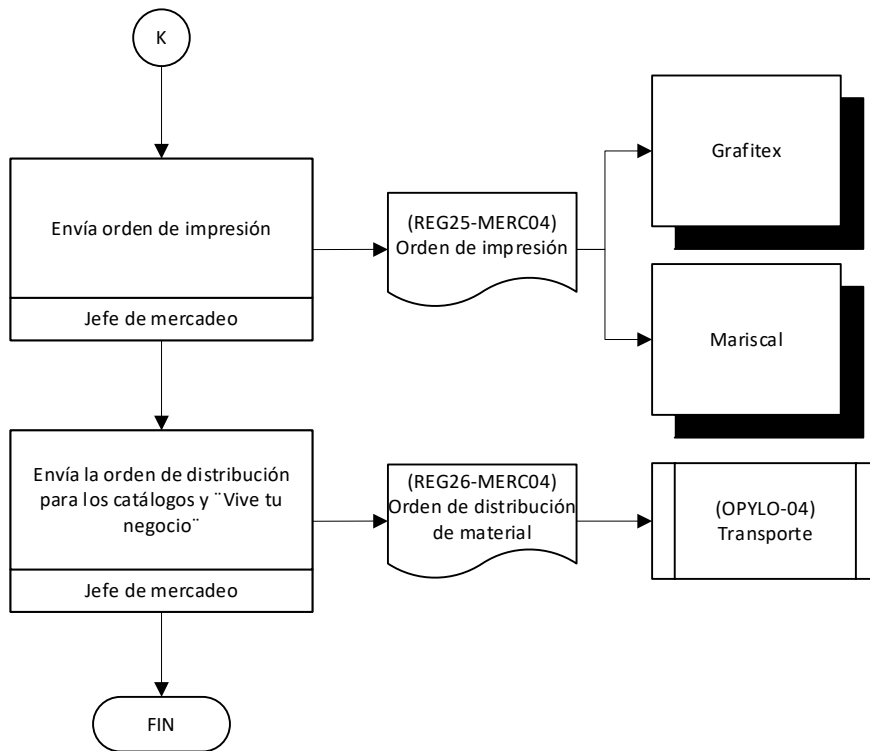 K
Envía orden de impresión
Jefe de mercadeo
(REG25-MERC04)
Orden de impresión
Grafitex
Mariscal
Envía la orden de distribución
para los catálogos y ¨Vive tu
negocio¨
Jefe de mercadeo
(REG26-MERC04)
Orden de distribución
de material
(OPYLO-04)
Transporte
FIN